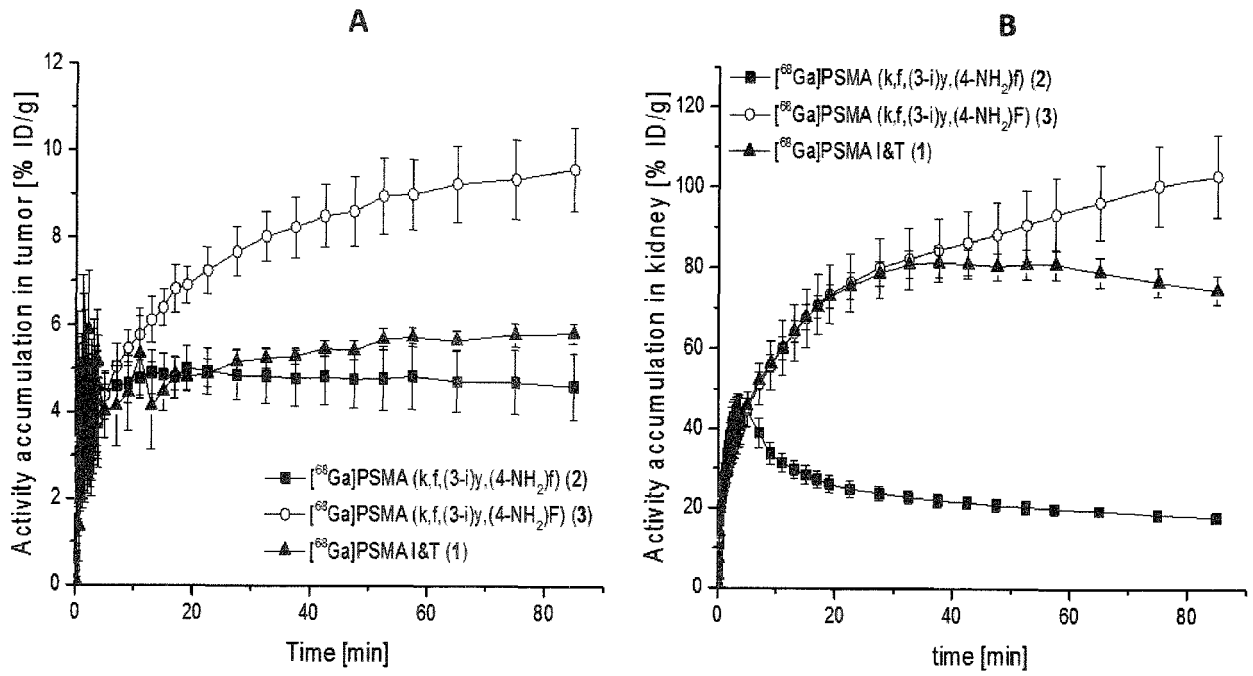 A
Activity accumulation in tumor [% ID/g]
12
10
8
6
4
2
0
[⁶⁸Ga]PSMA (k,f,(3-i)y,(4-NH₂)f) (2)
[⁶⁸Ga]PSMA (k,f,(3-i)y,(4-NH₂)F) (3)
[⁶⁸Ga]PSMA I&T (1)
0 20 40 60 80
Time [min]
B
Activity accumulation in kidney [% ID/g]
[⁶⁸Ga]PSMA (k,f,(3-i)y,(4-NH₂)f) (2)
[⁶⁸Ga]PSMA (k,f,(3-i)y,(4-NH₂)F) (3)
[⁶⁸Ga]PSMA I&T (1)
120
100
80
60
40
20
0
0 20 40 60 80
time [min]